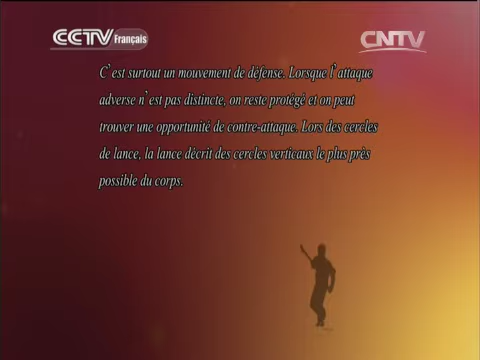 CCTV Français
CNTV
C'est surtout un mouvement de défense. Lorsque l'attaque
adverse n'est pas distincte, on reste protégé et on peut
trouver une opportunité de contre-attaque. Lors des cercles
de lance, la lance décrit des cercles verticaux le plus près
possible du corps.